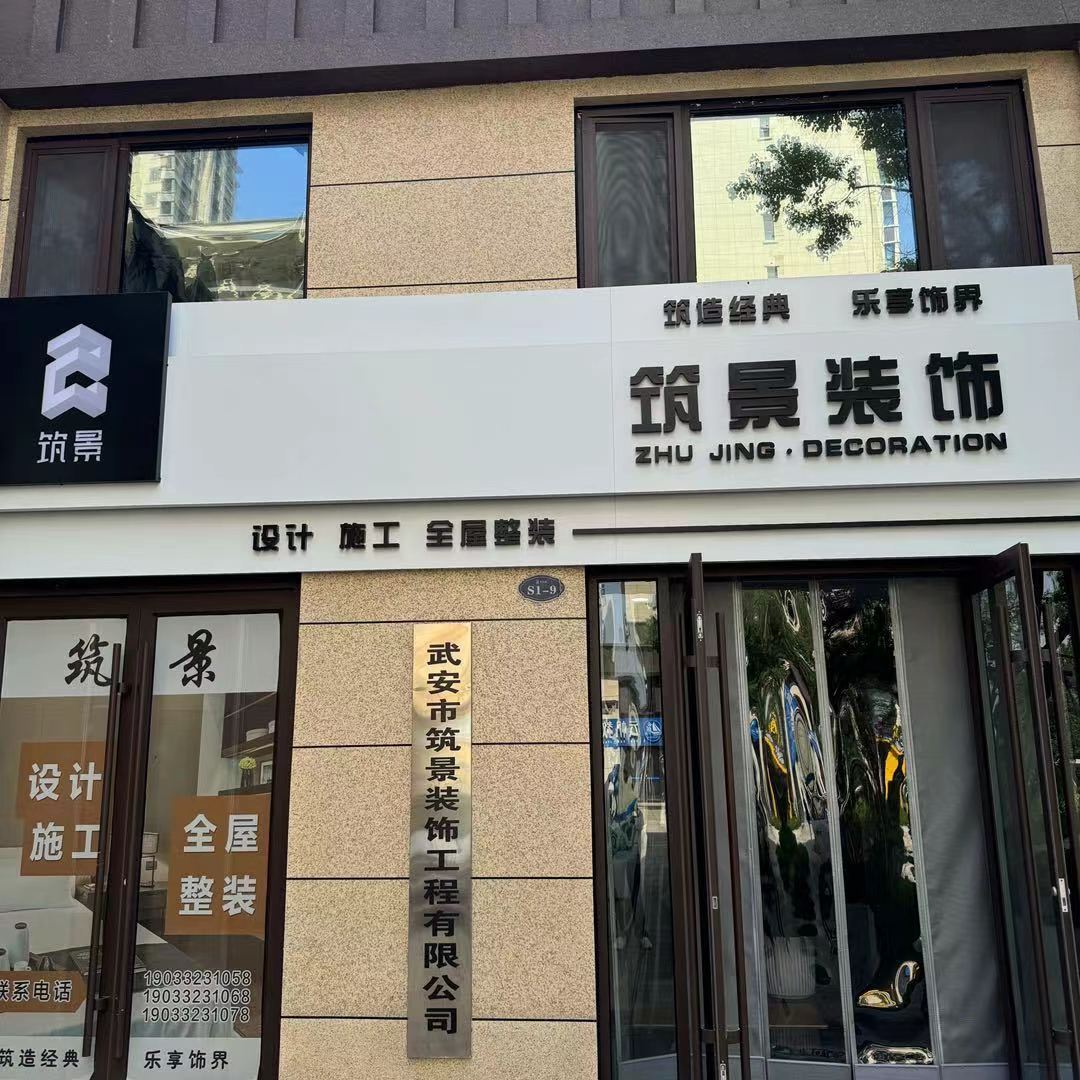 筑造经典 乐享饰界
筑景装饰
ZHU JING · DECORATION
筑景
设计 施工 全屋整装
S1-9
武安市筑景装饰工程有限公司
筑 景
设计
施工
全屋
整装
联系电话
19033231058
19033231068
19033231078
筑造经典 乐享饰界